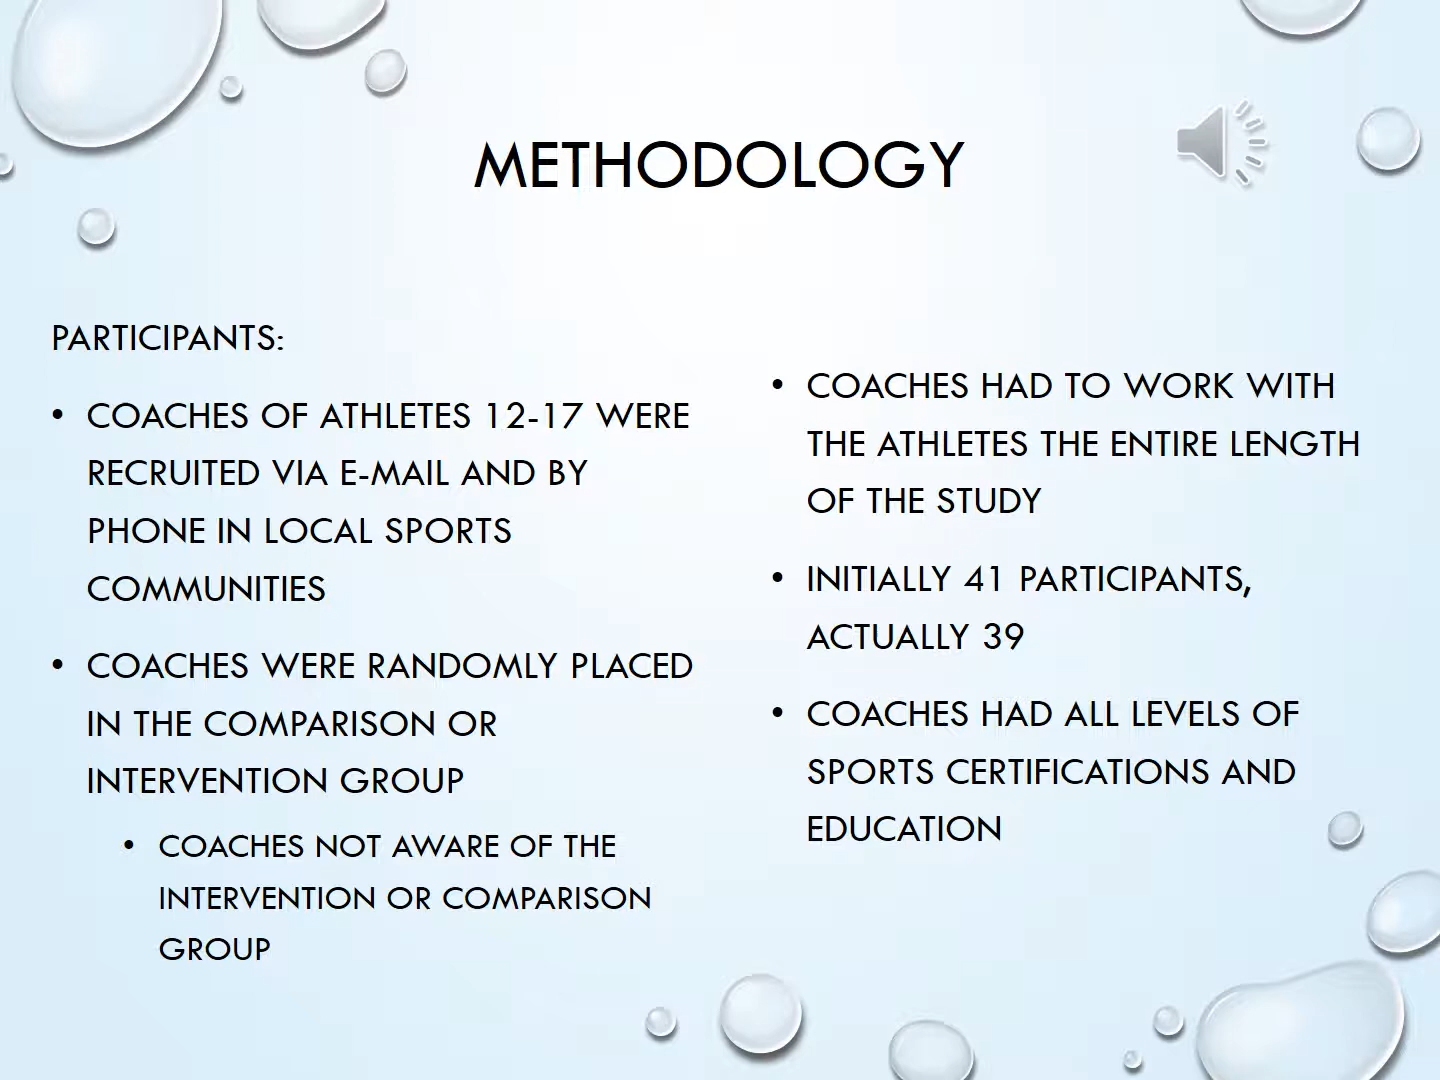 METHODOLOGY
PARTICIPANTS:
• COACHES OF ATHLETES 12-17 WERE
RECRUITED VIA E-MAIL AND BY
PHONE IN LOCAL SPORTS
COMMUNITIES
• COACHES WERE RANDOMLY PLACED
IN THE COMPARISON OR
INTERVENTION GROUP
• COACHES NOT AWARE OF THE
INTERVENTION OR COMPARISON
GROUP
• COACHES HAD TO WORK WITH
THE ATHLETES THE ENTIRE LENGTH
OF THE STUDY
• INITIALLY 41 PARTICIPANTS,
ACTUALLY 39
• COACHES HAD ALL LEVELS OF
SPORTS CERTIFICATIONS AND
EDUCATION